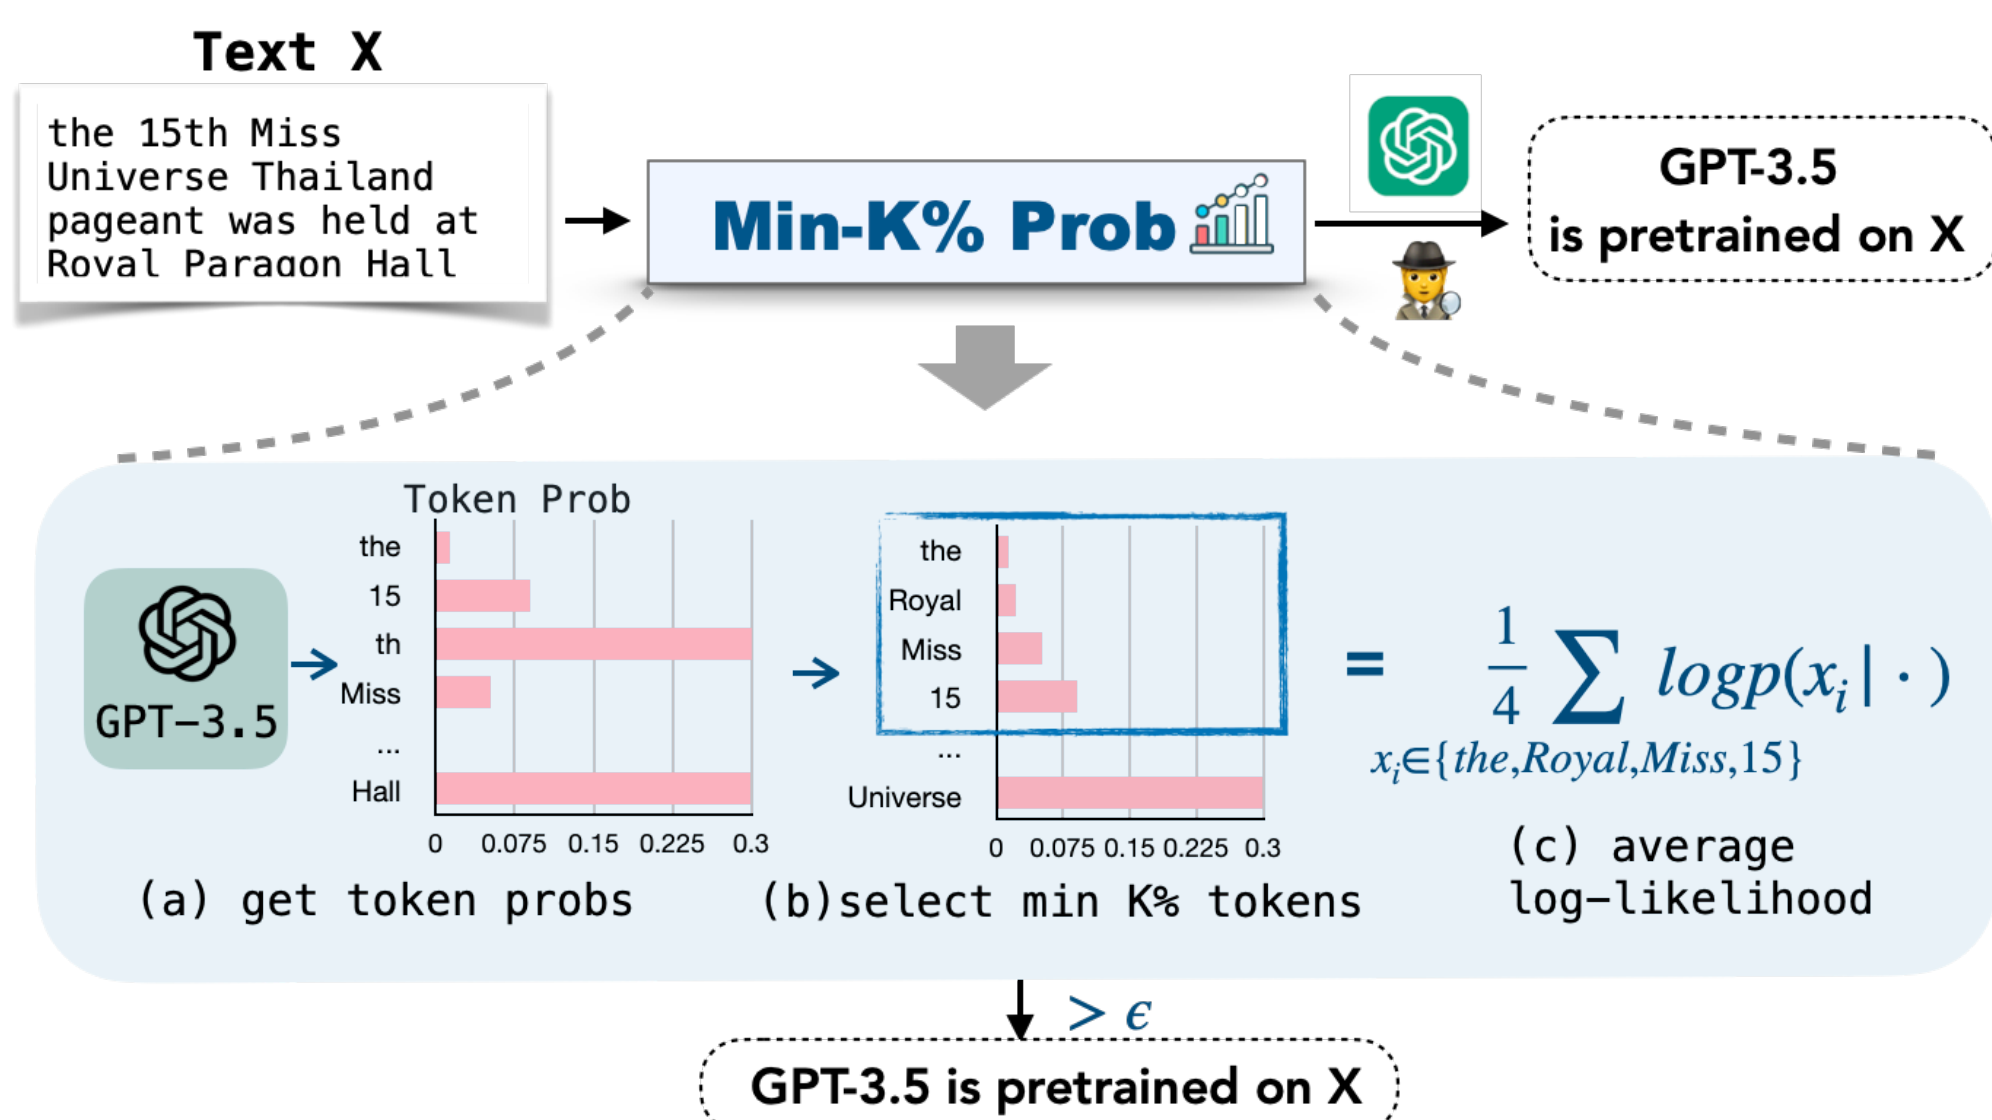 Text X
the 15th Miss
Universe Thailand
pageant was held at
Royal Paragon Hall
Min-K% Prob
GPT-3.5
is pretrained on X
Token Prob
the
15
th
Miss
...
Hall
0 0.075 0.15 0.225 0.3
GPT-3.5
(a) get token probs
the
Royal
Miss
15
...
Universe
0 0.075 0.15 0.225 0.3
(b)select min K% tokens
= 1/4 ∑ logp(xᵢ| · )
xᵢ∈{the,Royal,Miss,15}
(c) average
log-likelihood
> ϵ
GPT-3.5 is pretrained on X